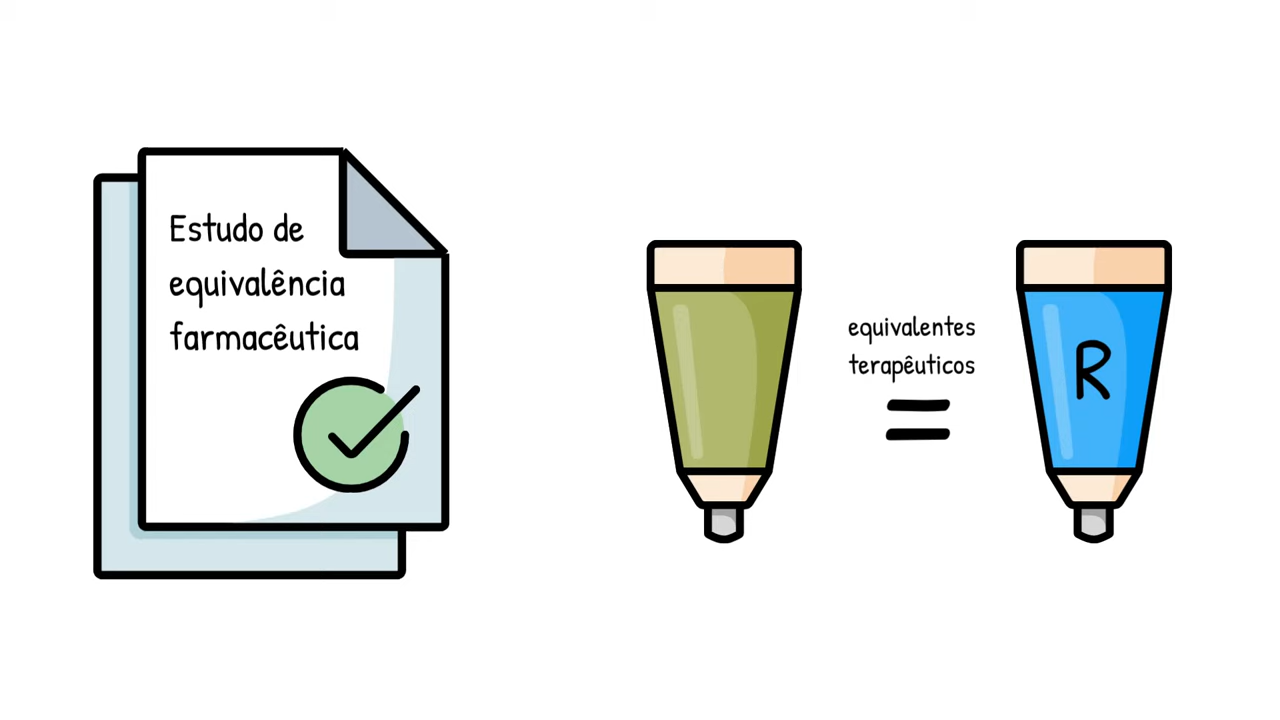 Estudo de
equivalência
farmacêutica
equivalentes
terapêuticos
R